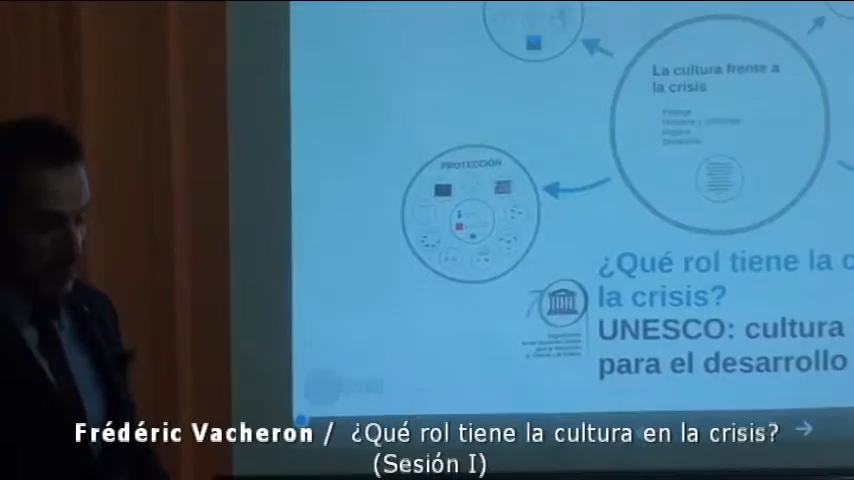 La cultura frente a
la crisis
PROTECCIÓN
¿Qué rol tiene la c
la crisis?
UNESCO: cultura
para el desarrollo
Frédéric Vacheron / ¿Qué rol tiene la cultura en la crisis?
(Sesión I)